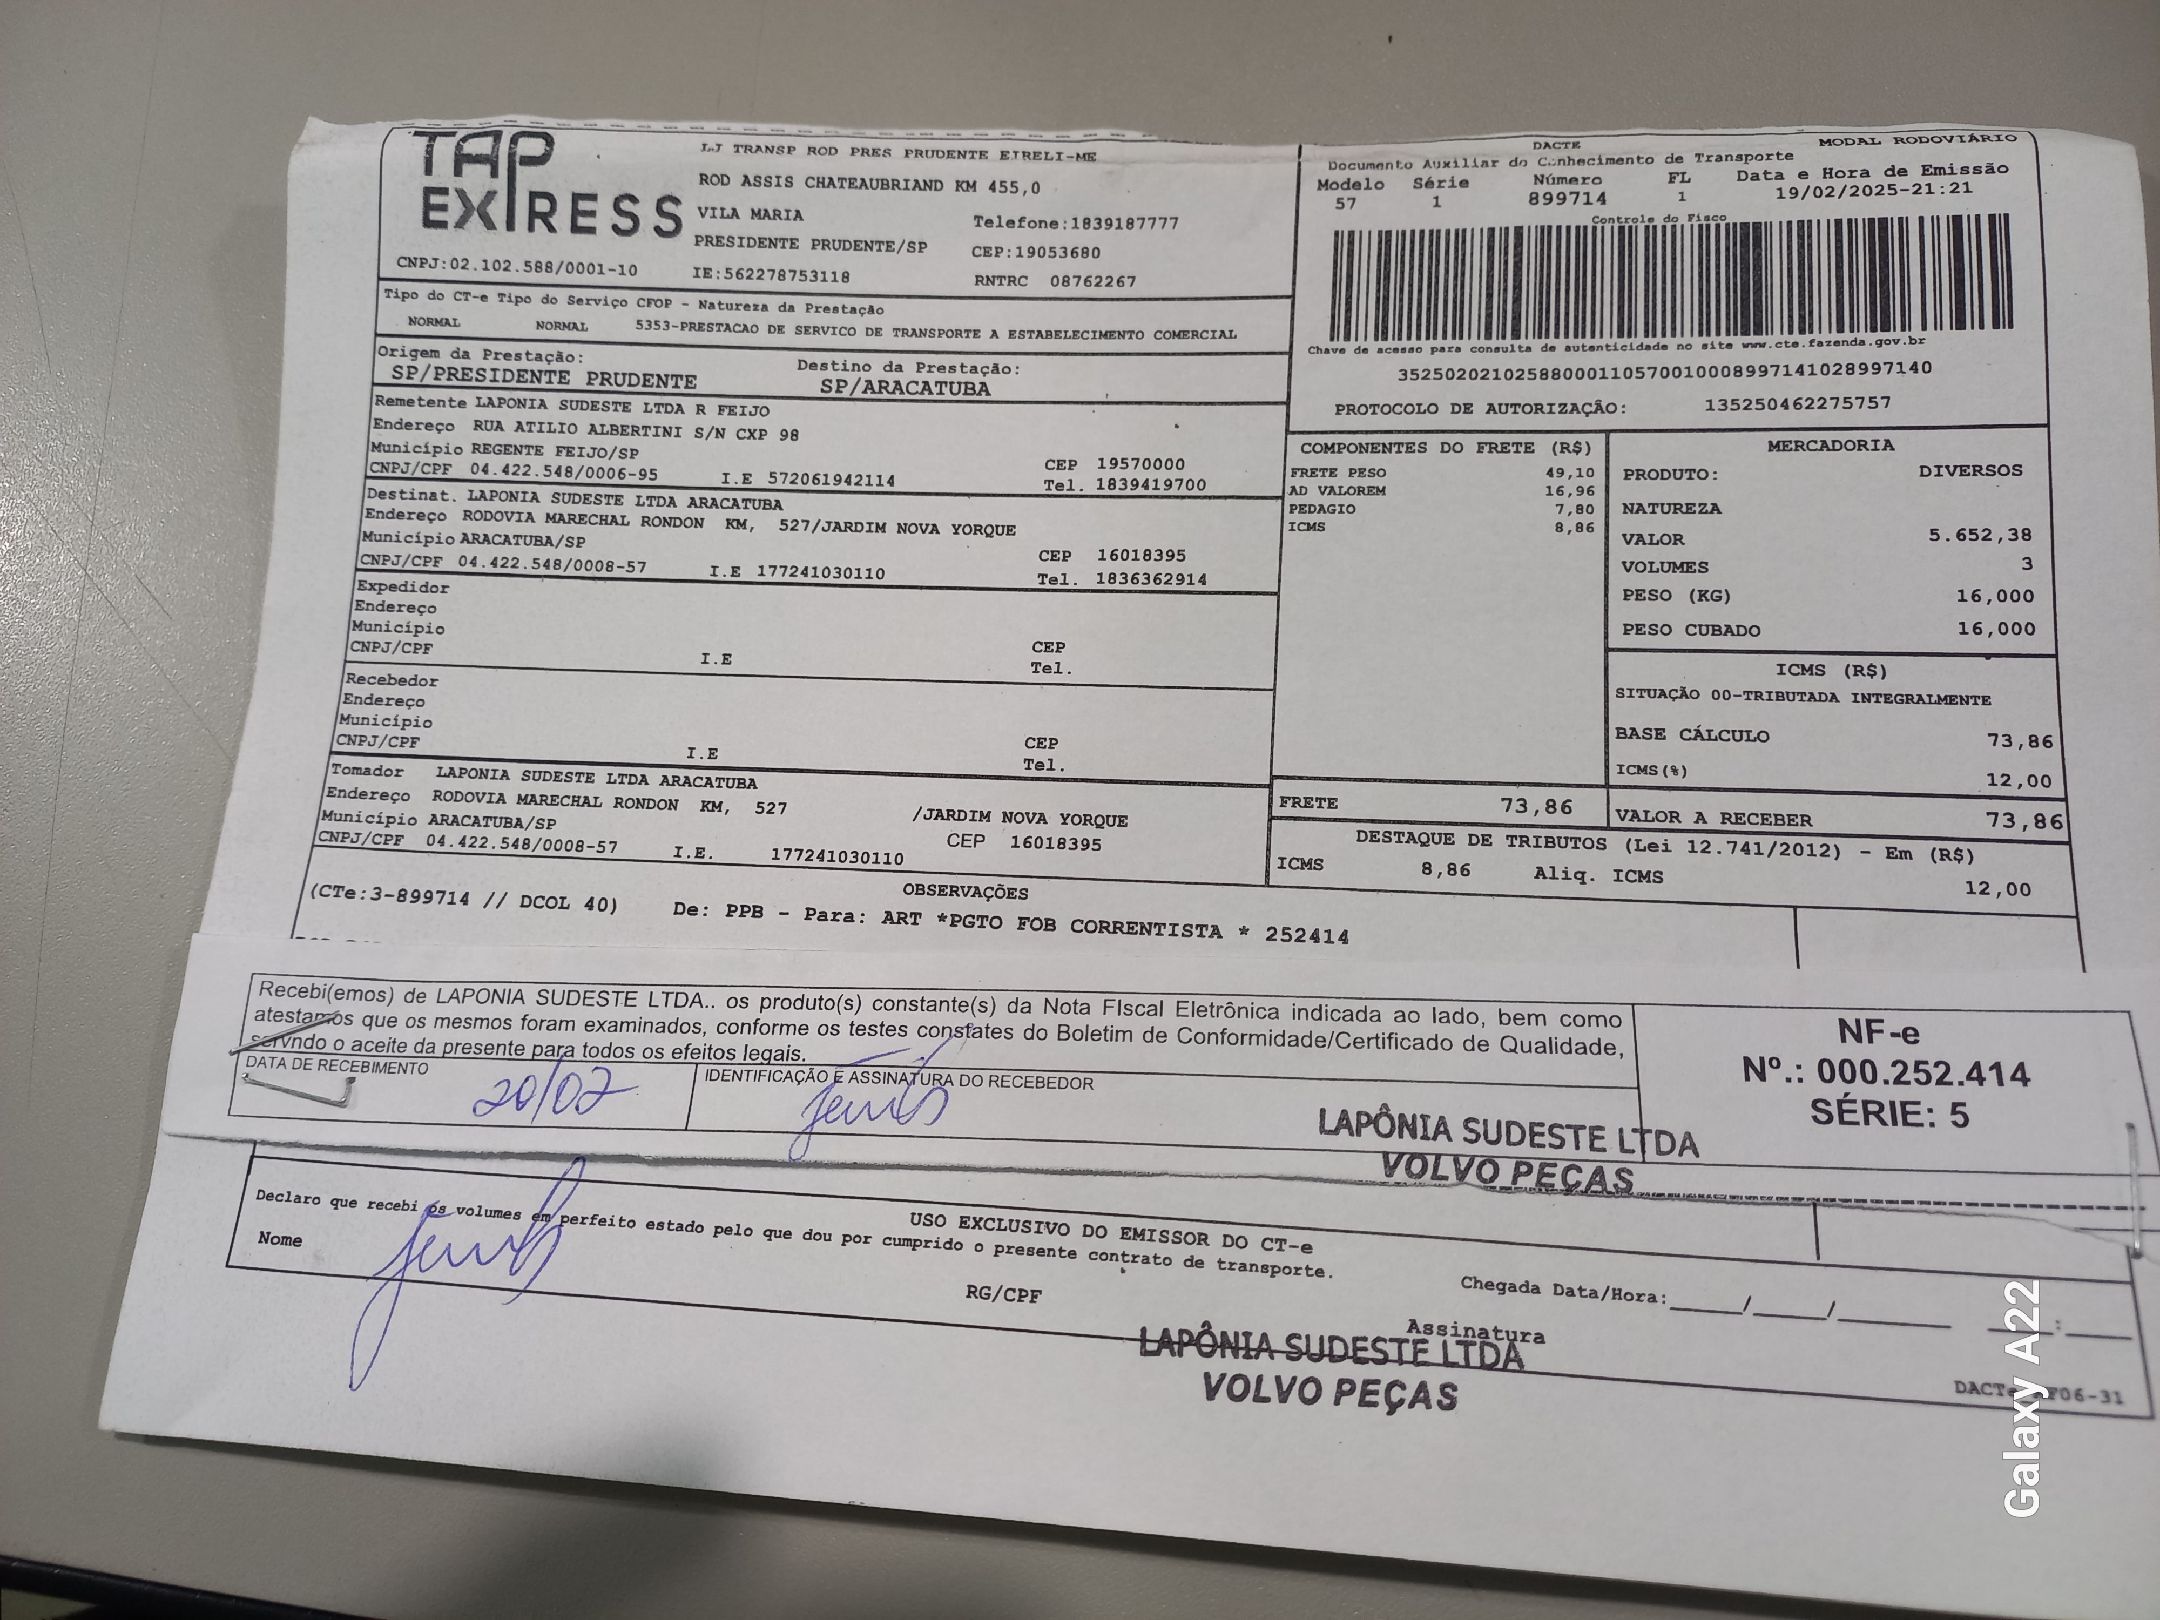 TAP EXPRESS
LJ TRANSP ROD PRES PRUDENTE EIRELI-ME
ROD ASSIS CHATEAUBRIAND KM 455,0
VILA MARIA Telefone:1839187777
PRESIDENTE PRUDENTE/SP CEP:19053680
CNPJ:02.102.588/0001-10 IE:562278753118 RNTRC 08762267
DACTE MODAL RODOVIÁRIO
Documento Auxiliar do Conhecimento de Transporte
Modelo Série Número FL Data e Hora de Emissão
57 1 899714 1 19/02/2025-21:21
Controle do Fisco
Chave de acesso para consulta de autenticidade no site www.cte.fazenda.gov.br
35250202102588000110570010008997141028997140
PROTOCOLO DE AUTORIZAÇÃO: 135250462275757
Tipo do CT-e Tipo do Serviço CFOP - Natureza da Prestação
NORMAL NORMAL 5353-PRESTACAO DE SERVICO DE TRANSPORTE A ESTABELECIMENTO COMERCIAL
Origem da Prestação: Destino da Prestação:
SP/PRESIDENTE PRUDENTE SP/ARACATUBA
Remetente LAPONIA SUDESTE LTDA R FEIJO
Endereço RUA ATILIO ALBERTINI S/N CXP 98
Município REGENTE FEIJO/SP CEP 19570000
CNPJ/CPF 04.422.548/0006-95 I.E 572061942114 Tel. 1839419700
Destinat. LAPONIA SUDESTE LTDA ARACATUBA
Endereço RODOVIA MARECHAL RONDON KM, 527/JARDIM NOVA YORQUE
Município ARACATUBA/SP CEP 16018395
CNPJ/CPF 04.422.548/0008-57 I.E 177241030110 Tel. 1836362914
Expedidor
Endereço
Município CEP
CNPJ/CPF I.E Tel.
Recebedor
Endereço
Município CEP
CNPJ/CPF I.E Tel.
Tomador LAPONIA SUDESTE LTDA ARACATUBA
Endereço RODOVIA MARECHAL RONDON KM, 527 /JARDIM NOVA YORQUE
Município ARACATUBA/SP CEP 16018395
CNPJ/CPF 04.422.548/0008-57 I.E. 177241030110
COMPONENTES DO FRETE (R$)
FRETE PESO 49,10
AD VALOREM 16,96
PEDAGIO 7,80
ICMS 8,86
MERCADORIA
PRODUTO: DIVERSOS
NATUREZA
VALOR 5.652,38
VOLUMES 3
PESO (KG) 16,000
PESO CUBADO 16,000
ICMS (R$)
SITUAÇÃO 00-TRIBUTADA INTEGRALMENTE
BASE CÁLCULO 73,86
ICMS(%) 12,00
FRETE 73,86 VALOR A RECEBER 73,86
DESTAQUE DE TRIBUTOS (Lei 12.741/2012) - Em (R$)
ICMS 8,86 Aliq. ICMS 12,00
OBSERVAÇÕES
(CTe:3-899714 // DCOL 40) De: PPB - Para: ART *PGTO FOB CORRENTISTA * 252414
Recebi(emos) de LAPONIA SUDESTE LTDA.. os produto(s) constante(s) da Nota FIscal Eletrônica indicada ao lado, bem como
atestamos que os mesmos foram examinados, conforme os testes constates do Boletim de Conformidade/Certificado de Qualidade,
servndo o aceite da presente para todos os efeitos legais.
DATA DE RECEBIMENTO 20/02 IDENTIFICAÇÃO E ASSINATURA DO RECEBEDOR
NF-e
Nº.: 000.252.414
SÉRIE: 5
LAPÔNIA SUDESTE LTDA
VOLVO PEÇAS
USO EXCLUSIVO DO EMISSOR DO CT-e
Declaro que recebi os volumes em perfeito estado pelo que dou por cumprido o presente contrato de transporte.
Nome RG/CPF Chegada Data/Hora:____/____/______ ____:____
Assinatura
LAPÔNIA SUDESTE LTDA
VOLVO PEÇAS
Galaxy A22